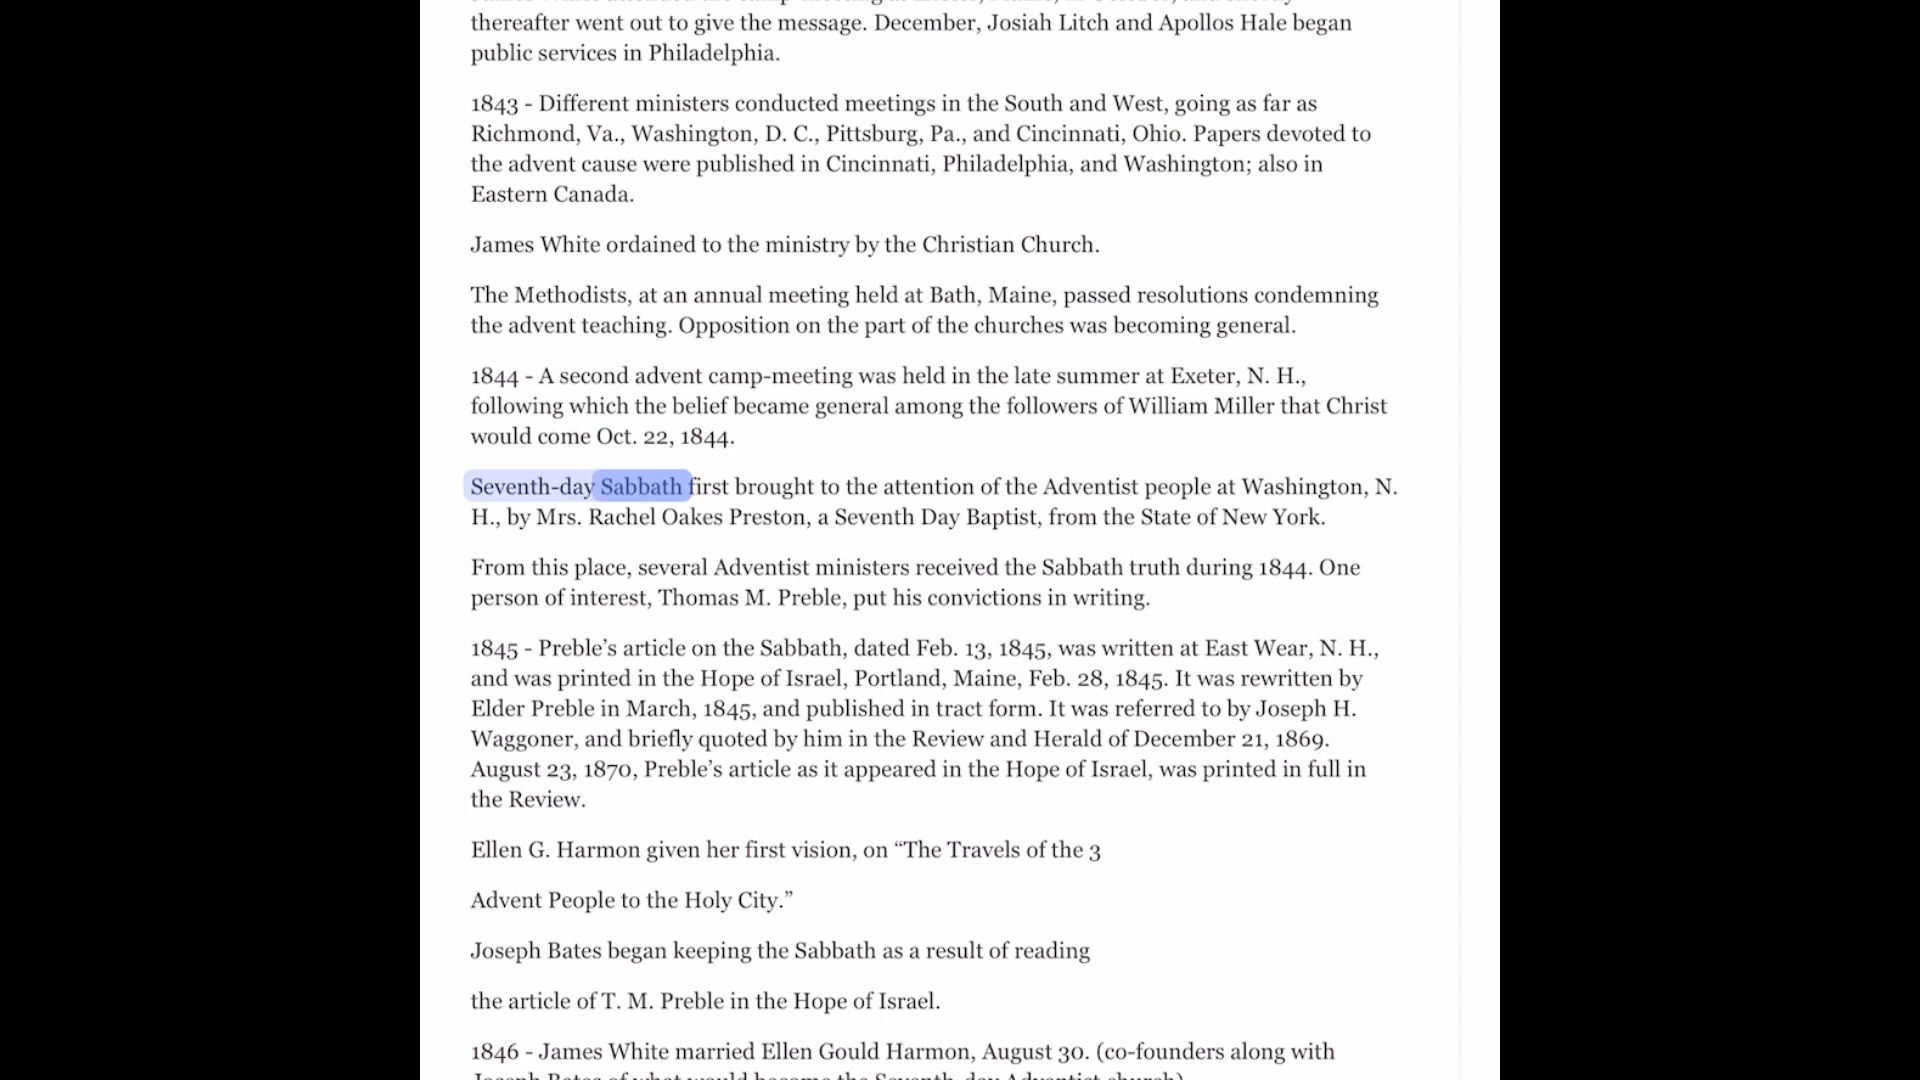 thereafter went out to give the message. December, Josiah Litch and Apollos Hale began
public services in Philadelphia.
1843 - Different ministers conducted meetings in the South and West, going as far as
Richmond, Va., Washington, D. C., Pittsburg, Pa., and Cincinnati, Ohio. Papers devoted to
the advent cause were published in Cincinnati, Philadelphia, and Washington; also in
Eastern Canada.
James White ordained to the ministry by the Christian Church.
The Methodists, at an annual meeting held at Bath, Maine, passed resolutions condemning
the advent teaching. Opposition on the part of the churches was becoming general.
1844 - A second advent camp-meeting was held in the late summer at Exeter, N. H.,
following which the belief became general among the followers of William Miller that Christ
would come Oct. 22, 1844.
Seventh-day Sabbath first brought to the attention of the Adventist people at Washington, N.
H., by Mrs. Rachel Oakes Preston, a Seventh Day Baptist, from the State of New York.
From this place, several Adventist ministers received the Sabbath truth during 1844. One
person of interest, Thomas M. Preble, put his convictions in writing.
1845 - Preble’s article on the Sabbath, dated Feb. 13, 1845, was written at East Wear, N. H.,
and was printed in the Hope of Israel, Portland, Maine, Feb. 28, 1845. It was rewritten by
Elder Preble in March, 1845, and published in tract form. It was referred to by Joseph H.
Waggoner, and briefly quoted by him in the Review and Herald of December 21, 1869.
August 23, 1870, Preble’s article as it appeared in the Hope of Israel, was printed in full in
the Review.
Ellen G. Harmon given her first vision, on “The Travels of the 3
Advent People to the Holy City.”
Joseph Bates began keeping the Sabbath as a result of reading
the article of T. M. Preble in the Hope of Israel.
1846 - James White married Ellen Gould Harmon, August 30. (co-founders along with
Joseph Bates of what would become the Seventh-day Adventist church)